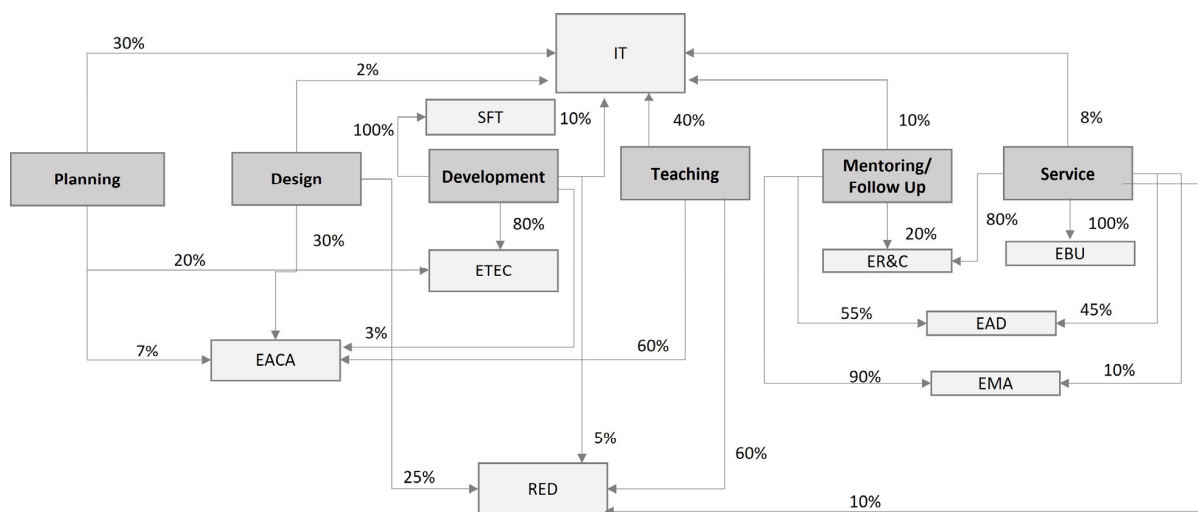 30%
IT
2%
SFT
10%
100%
40%
10%
8%
Planning
Design
Development
Teaching
Mentoring/
Follow Up
Service
80%
30%
20%
80%
100%
20%
ETEC
ER&C
EBU
55%
EAD
45%
3%
7%
EACA
60%
90%
EMA
10%
5%
60%
25%
RED
10%